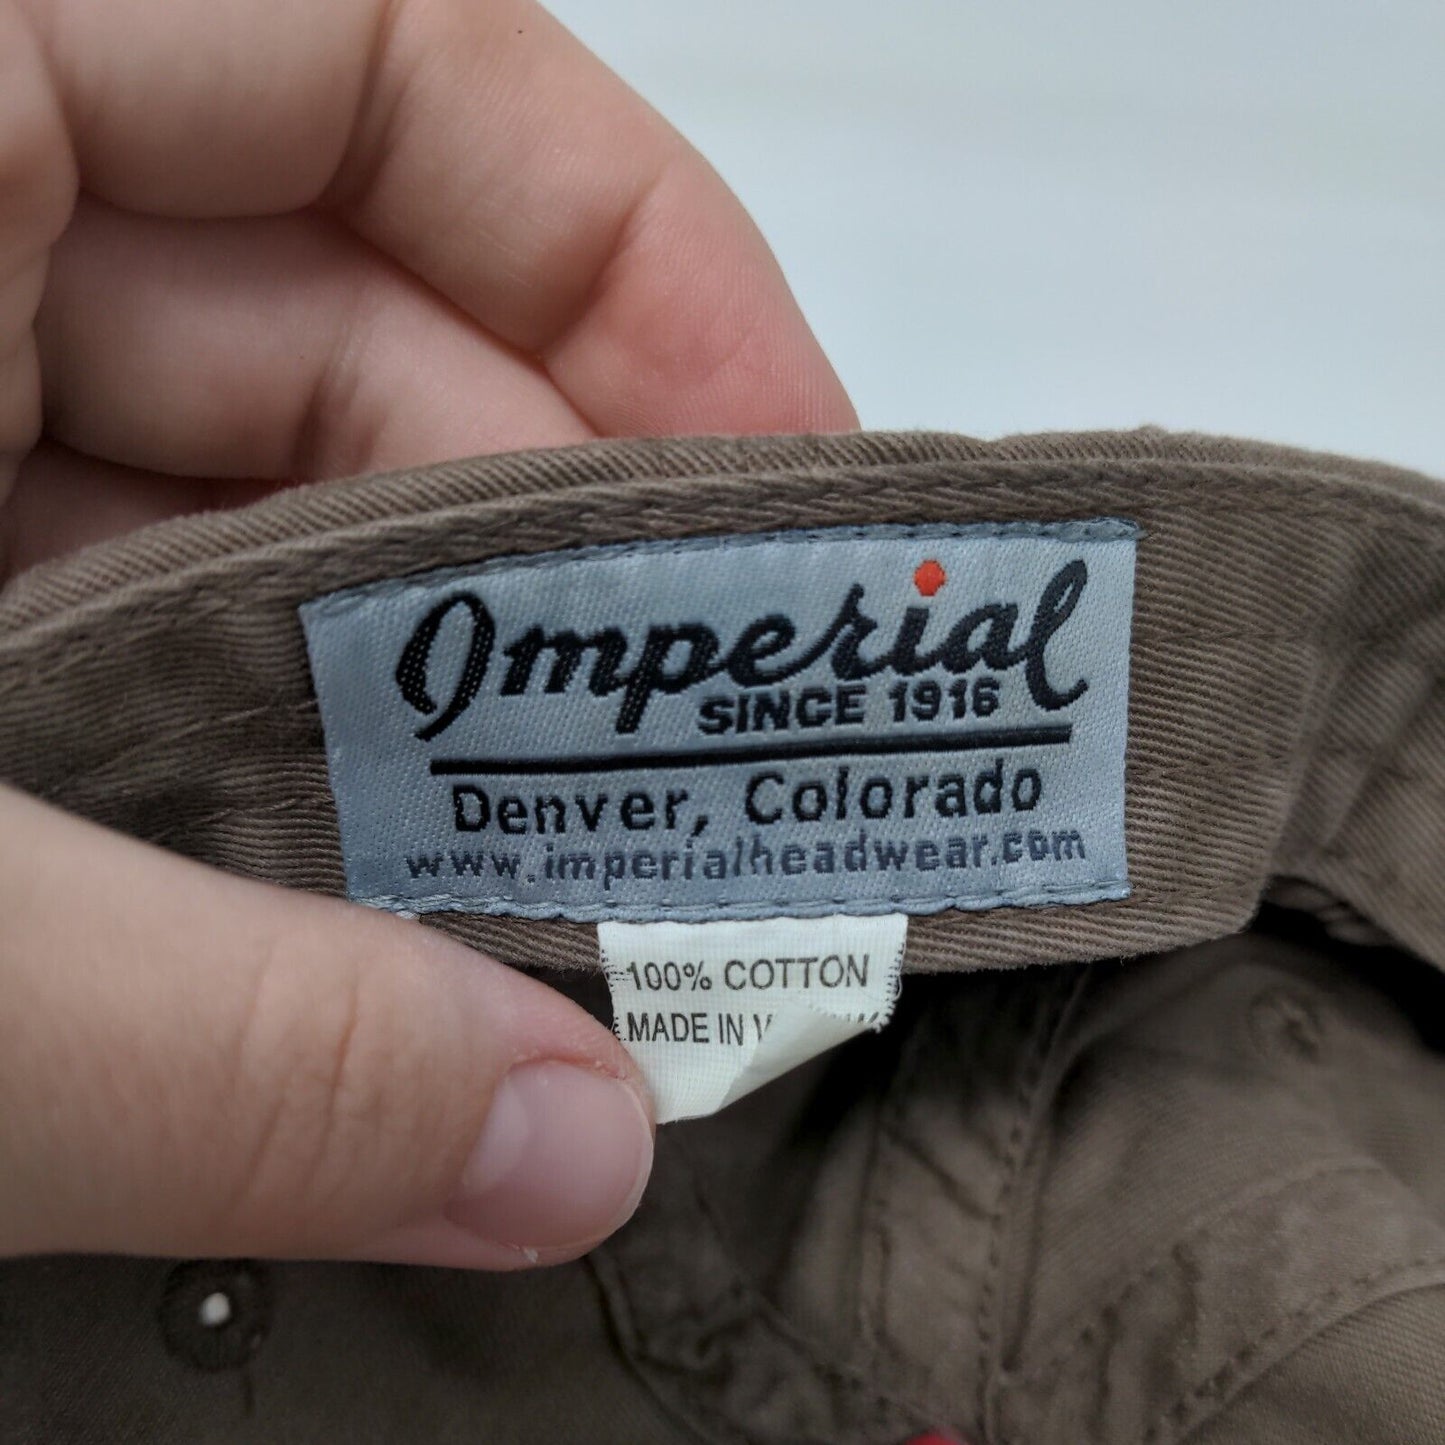 Imperial
SINCE 1916
Denver, Colorado
www.imperialheadwear.com
100% COTTON
MADE IN